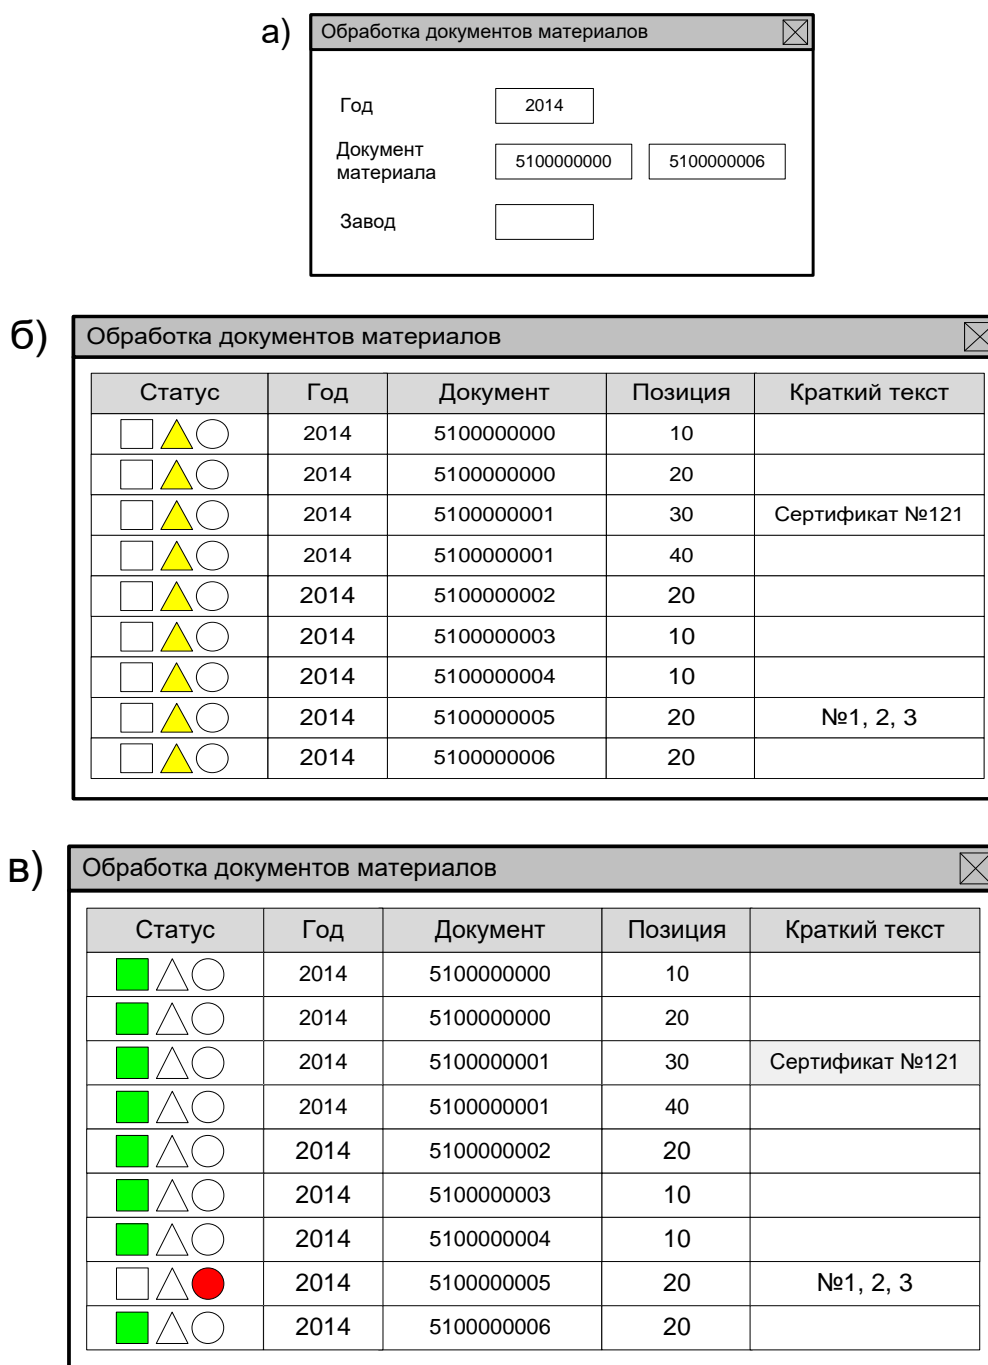 а)
Обработка документов материалов
Год 2014
Документ
материала 5100000000 5100000006
Завод
б)
Обработка документов материалов
Статус Год Документ Позиция Краткий текст
2014 5100000000 10
2014 5100000000 20
2014 5100000001 30 Сертификат №121
2014 5100000001 40
2014 5100000002 20
2014 5100000003 10
2014 5100000004 10
2014 5100000005 20 №1, 2, 3
2014 5100000006 20
в)
Обработка документов материалов
Статус Год Документ Позиция Краткий текст
2014 5100000000 10
2014 5100000000 20
2014 5100000001 30 Сертификат №121
2014 5100000001 40
2014 5100000002 20
2014 5100000003 10
2014 5100000004 10
2014 5100000005 20 №1, 2, 3
2014 5100000006 20